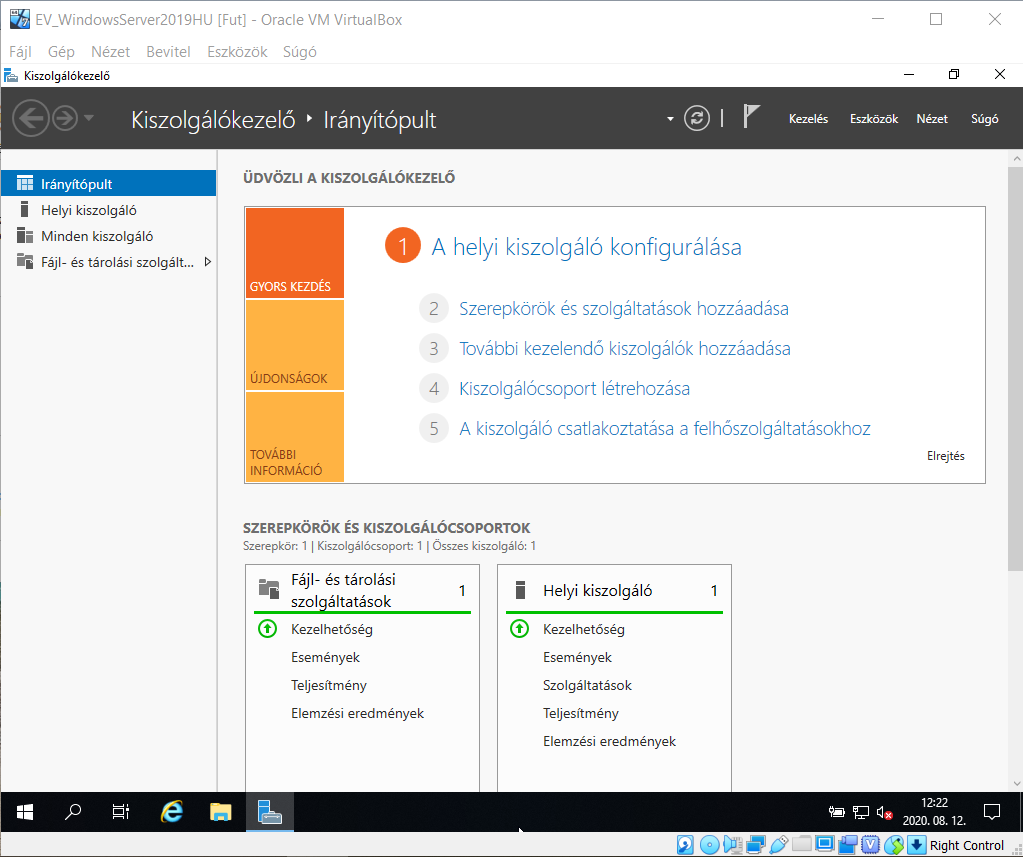 EV_WindowsServer2019HU [Fut] - Oracle VM VirtualBox
Fájl Gép Nézet Bevitel Eszközök Súgó
Kiszolgálókezelő
Kiszolgálókezelő Irányítópult
Kezelés Eszközök Nézet Súgó
Irányítópult
Helyi kiszolgáló
Minden kiszolgáló
Fájl- és tárolási szolgált...
ÜDVÖZLI A KISZOLGÁLÓKEZELŐ
GYORS KEZDÉS
ÚJDONSÁGOK
TOVÁBBI
INFORMÁCIÓ
1 A helyi kiszolgáló konfigurálása
2 Szerepkörök és szolgáltatások hozzáadása
3 További kezelendő kiszolgálók hozzáadása
4 Kiszolgálócsoport létrehozása
5 A kiszolgáló csatlakoztatása a felhőszolgáltatásokhoz
Elrejtés
SZEREPKÖRÖK ÉS KISZOLGÁLÓCSOPORTOK
Szerepkör: 1 | Kiszolgálócsoport: 1 | Összes kiszolgáló: 1
Fájl- és tárolási
szolgáltatások 1
Kezelhetőség
Események
Teljesítmény
Elemzési eredmények
Helyi kiszolgáló 1
Kezelhetőség
Események
Szolgáltatások
Teljesítmény
Elemzési eredmények
12:22
2020. 08. 12.
Right Control